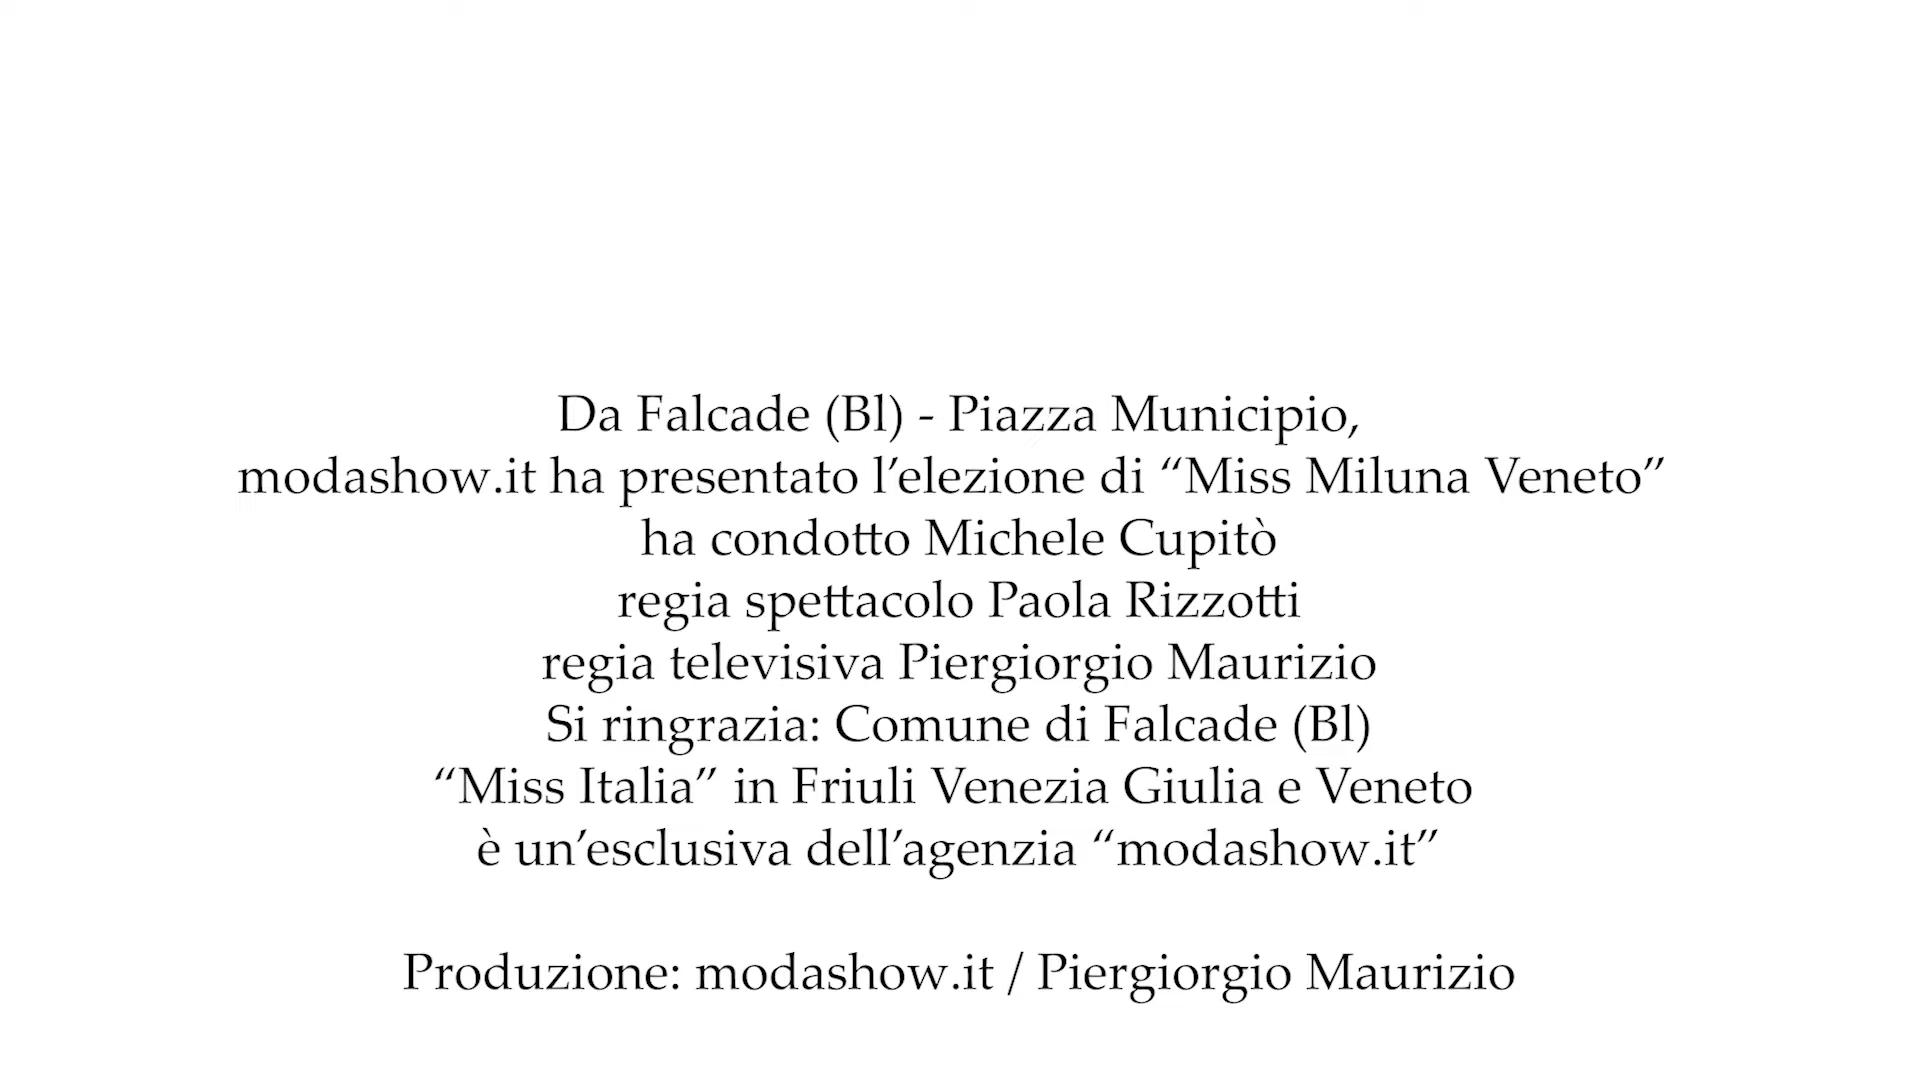 Da Falcade (Bl) - Piazza Municipio,
modashow.it ha presentato l’elezione di “Miss Miluna Veneto”
ha condotto Michele Cupitò
regia spettacolo Paola Rizzotti
regia televisiva Piergiorgio Maurizio
Si ringrazia: Comune di Falcade (Bl)
“Miss Italia” in Friuli Venezia Giulia e Veneto
è un’esclusiva dell’agenzia “modashow.it”
Produzione: modashow.it / Piergiorgio Maurizio